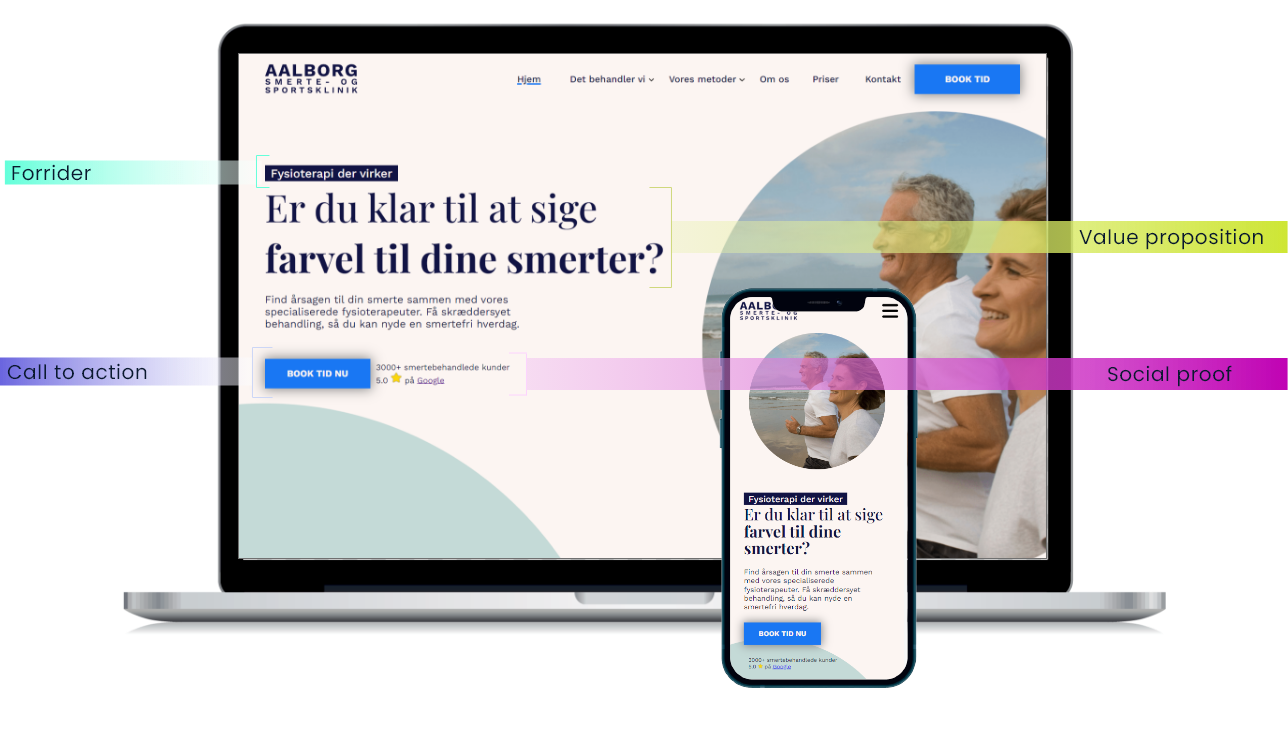 AALBORG
SMERTE- OG
SPORTSKLINIK
Hjem Det behandler vi Vores metoder Om os Priser Kontakt BOOK TID
Forrider
Fysioterapi der virker
Er du klar til at sige
farvel til dine smerter?
Value proposition
Find årsagen til din smerte sammen med vores
specialiserede fysioterapeuter. Få skræddersyet
behandling, så du kan nyde en smertefri hverdag.
Call to action
BOOK TID NU
3000+ smertebehandlede kunder
5.0 ⭐ på Google
Social proof
AALB
SMERTE- OG
SPORTSKLINIK
Fysioterapi der virker
Er du klar til at sige
farvel til dine
smerter?
Find årsagen til din smerte sammen
med vores specialiserede
fysioterapeuter. Få skræddersyet
behandling, så du kan nyde en
smertefri hverdag.
BOOK TID NU
3000+ smertebehandlede kunder
5.0 ⭐ på Google